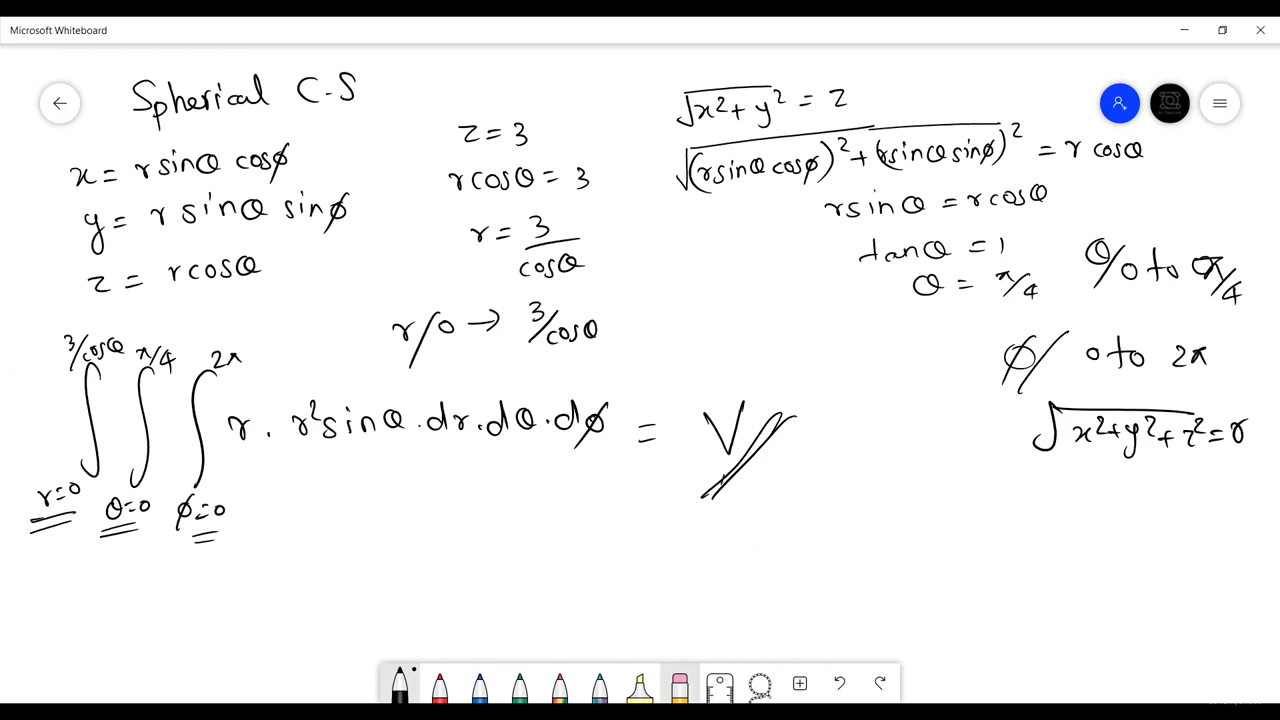 Microsoft Whiteboard
Spherical C-S
x = r sinθ cosϕ
y = r sinθ sinϕ
z = r cosθ
z = 3
r cosθ = 3
r = 3/cosθ
r/ 0 → 3/cosθ
√x²+y² = z
√(r sinθ cosϕ)² + (r sinθ sinϕ)² = r cosθ
r sinθ = r cosθ
tanθ = 1
θ = π/4
θ/ 0 to π/4
ϕ/ 0 to 2π
√x²+y²+z² = r
3/cosθ π/4 2π
∫ ∫ ∫ r . r² sinθ . dr . dθ . dϕ = V
r=0 θ=0 ϕ=0